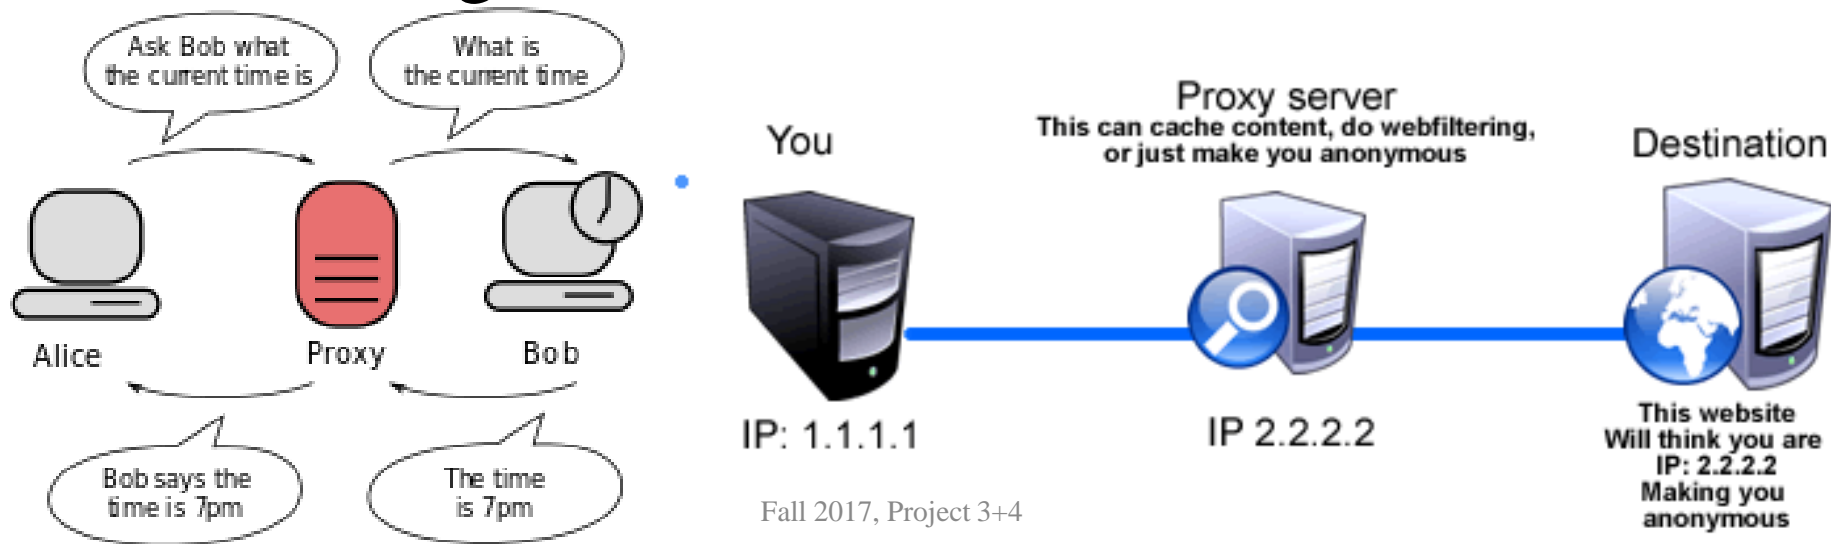 Ask Bob what
the current time is
What is
the current time
Alice
Proxy
Bob
Bob says the
time is 7pm
The time
is 7pm
You
IP: 1.1.1.1
Proxy server
This can cache content, do webfiltering,
or just make you anonymous
IP 2.2.2.2
Destination
This website
Will think you are
IP: 2.2.2.2
Making you
anonymous
Fall 2017, Project 3+4